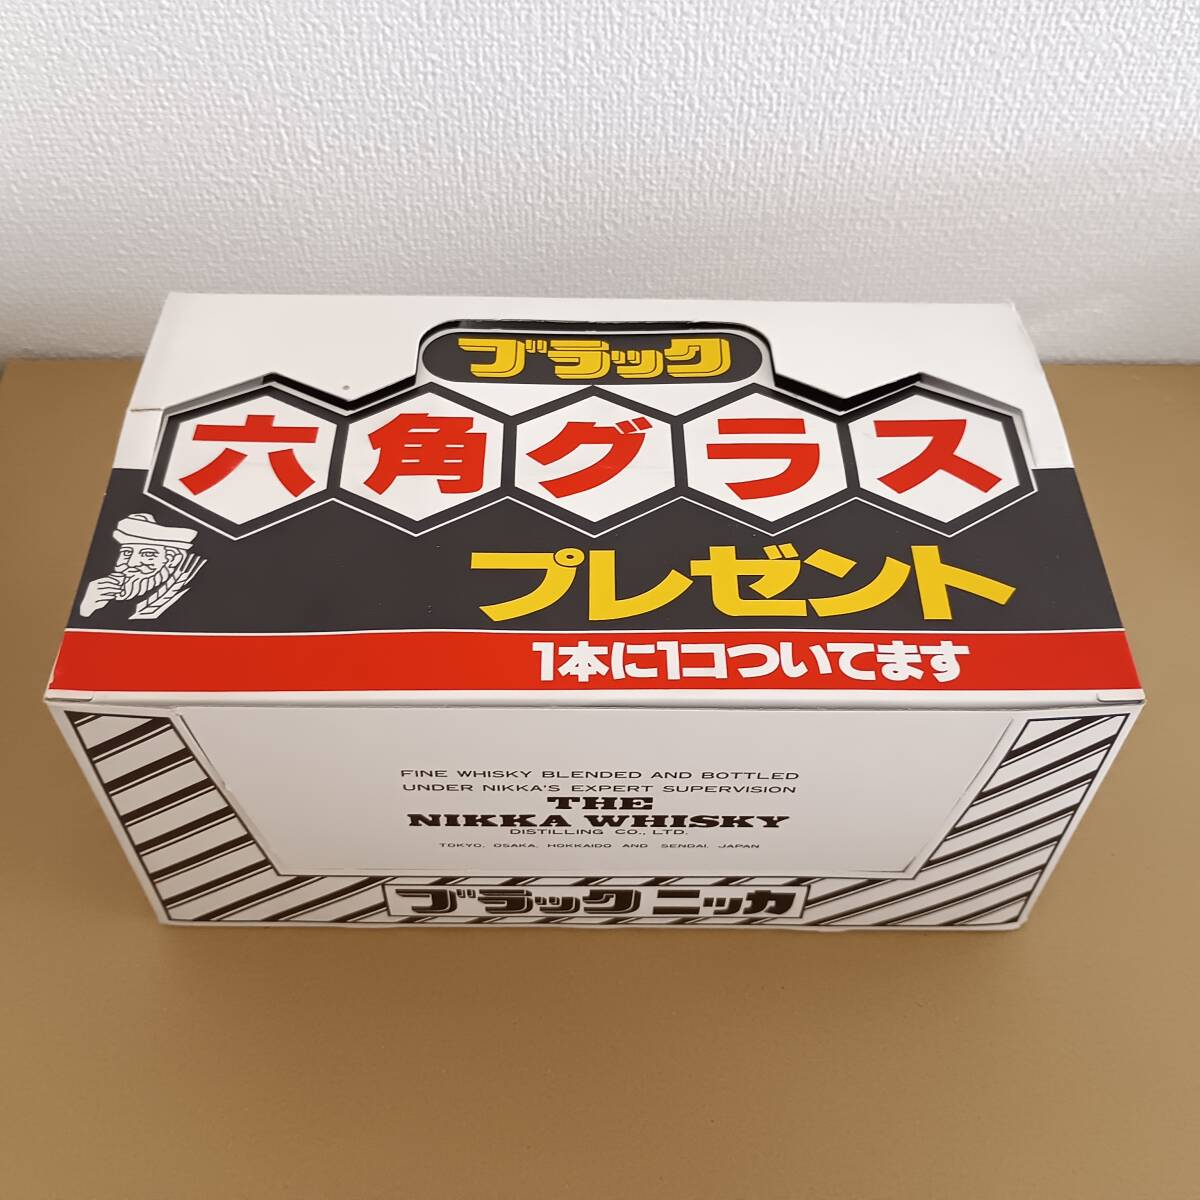 ブラック
六角グラス
プレゼント
1本に1コついてます
FINE WHISKY BLENDED AND BOTTLED
UNDER NIKKA'S EXPERT SUPERVISION
THE
NIKKA WHISKY
DISTILLING CO., LTD.
TOKYO, OSAKA, HOKKAIDO AND SENDAI, JAPAN
ブラックニッカ